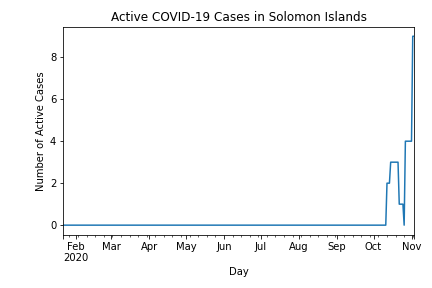 Active COVID-19 Cases in Solomon Islands
Number of Active Cases
8
6
4
2
0
Feb Mar Apr May Jun Jul Aug Sep Oct Nov
2020
Day